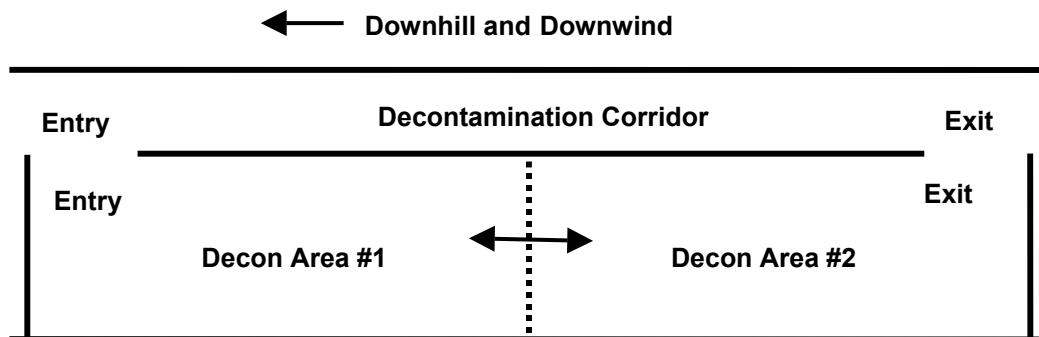 Downhill and Downwind
Entry
Decontamination Corridor
Exit
Entry
Exit
Decon Area #1
Decon Area #2